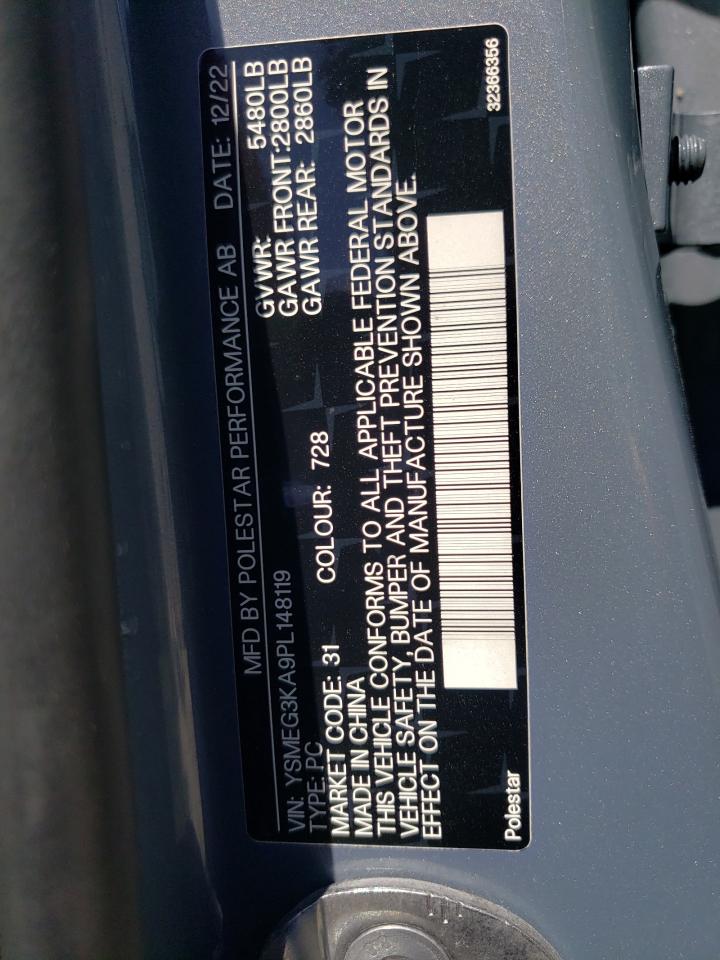 MFD BY POLESTAR PERFORMANCE AB DATE: 12/22
VIN: YSMEG3KA9PL148119 GVWR: 5480LB
TYPE: PC GAWR FRONT:2800LB
MARKET CODE: 31 COLOUR: 728 GAWR REAR: 2860LB
MADE IN CHINA
THIS VEHICLE CONFORMS TO ALL APPLICABLE FEDERAL MOTOR
VEHICLE SAFETY, BUMPER AND THEFT PREVENTION STANDARDS IN
EFFECT ON THE DATE OF MANUFACTURE SHOWN ABOVE.
Polestar 32366356